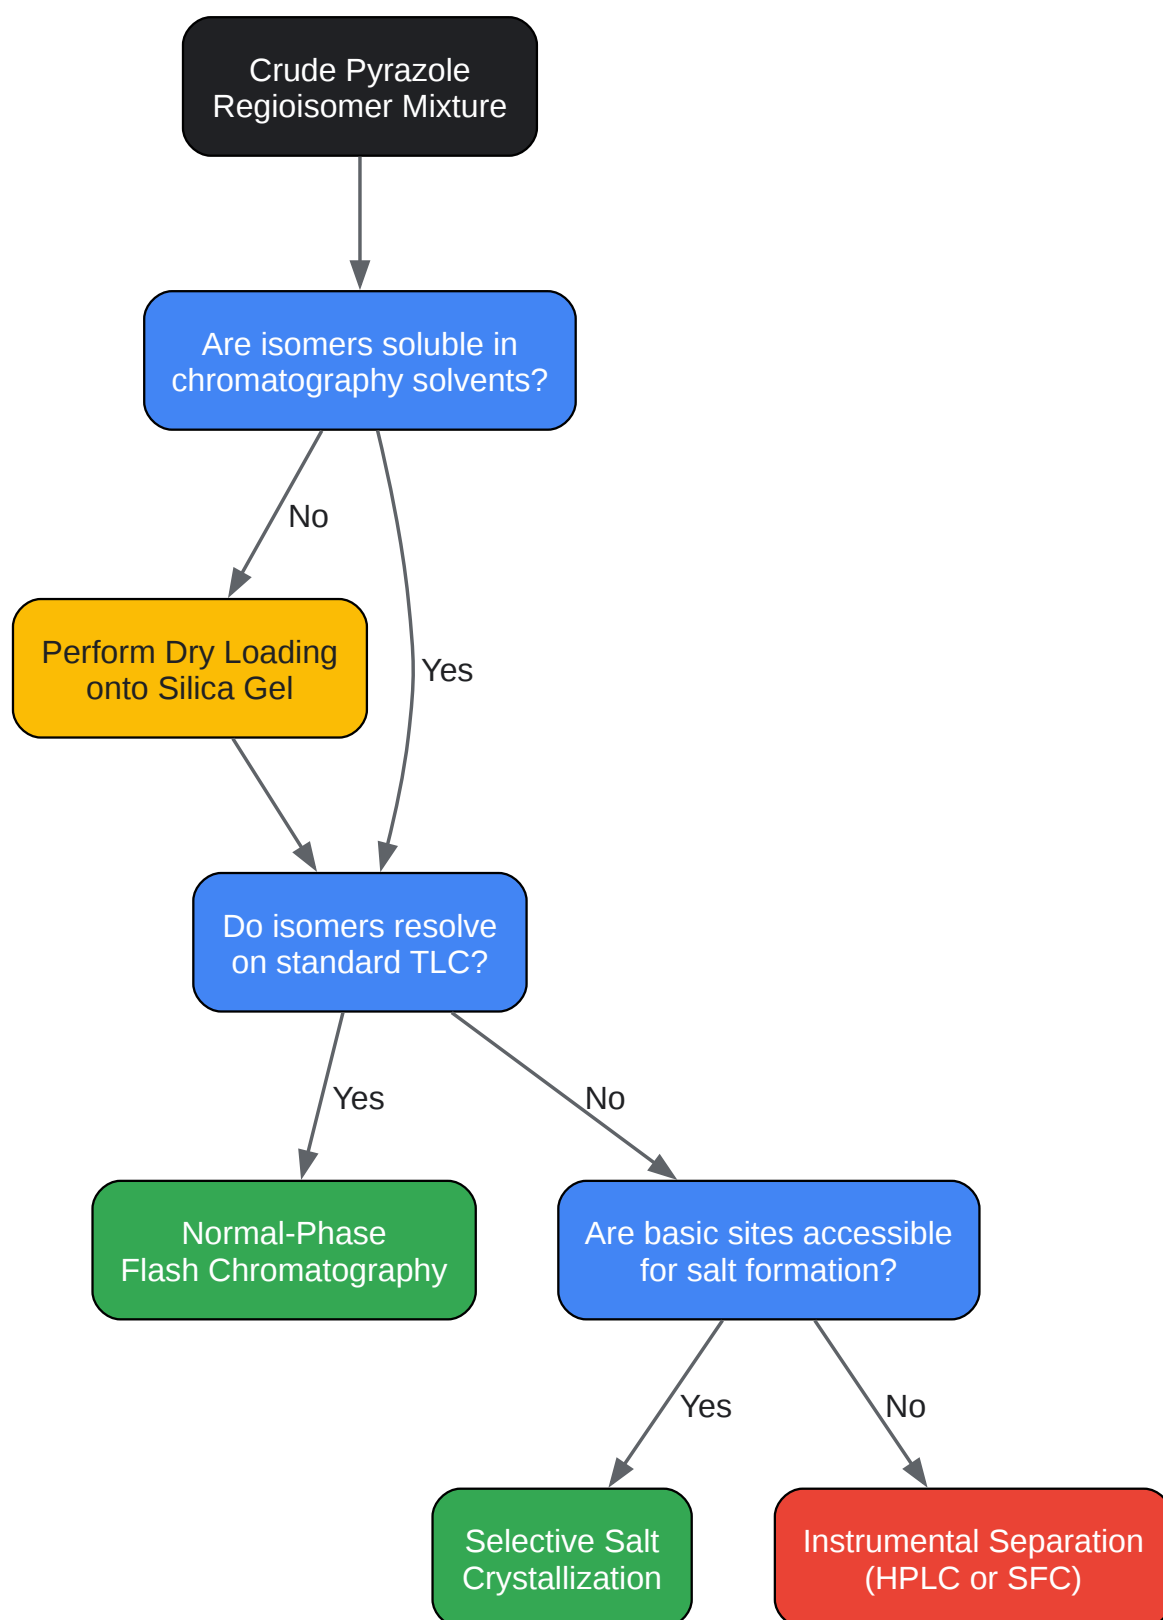 Crude Pyrazole
Regioisomer Mixture
Are isomers soluble in
chromatography solvents?
No
Perform Dry Loading
onto Silica Gel
Yes
Do isomers resolve
on standard TLC?
Yes
No
Normal-Phase
Flash Chromatography
Are basic sites accessible
for salt formation?
Yes
No
Selective Salt
Crystallization
Instrumental Separation
(HPLC or SFC)